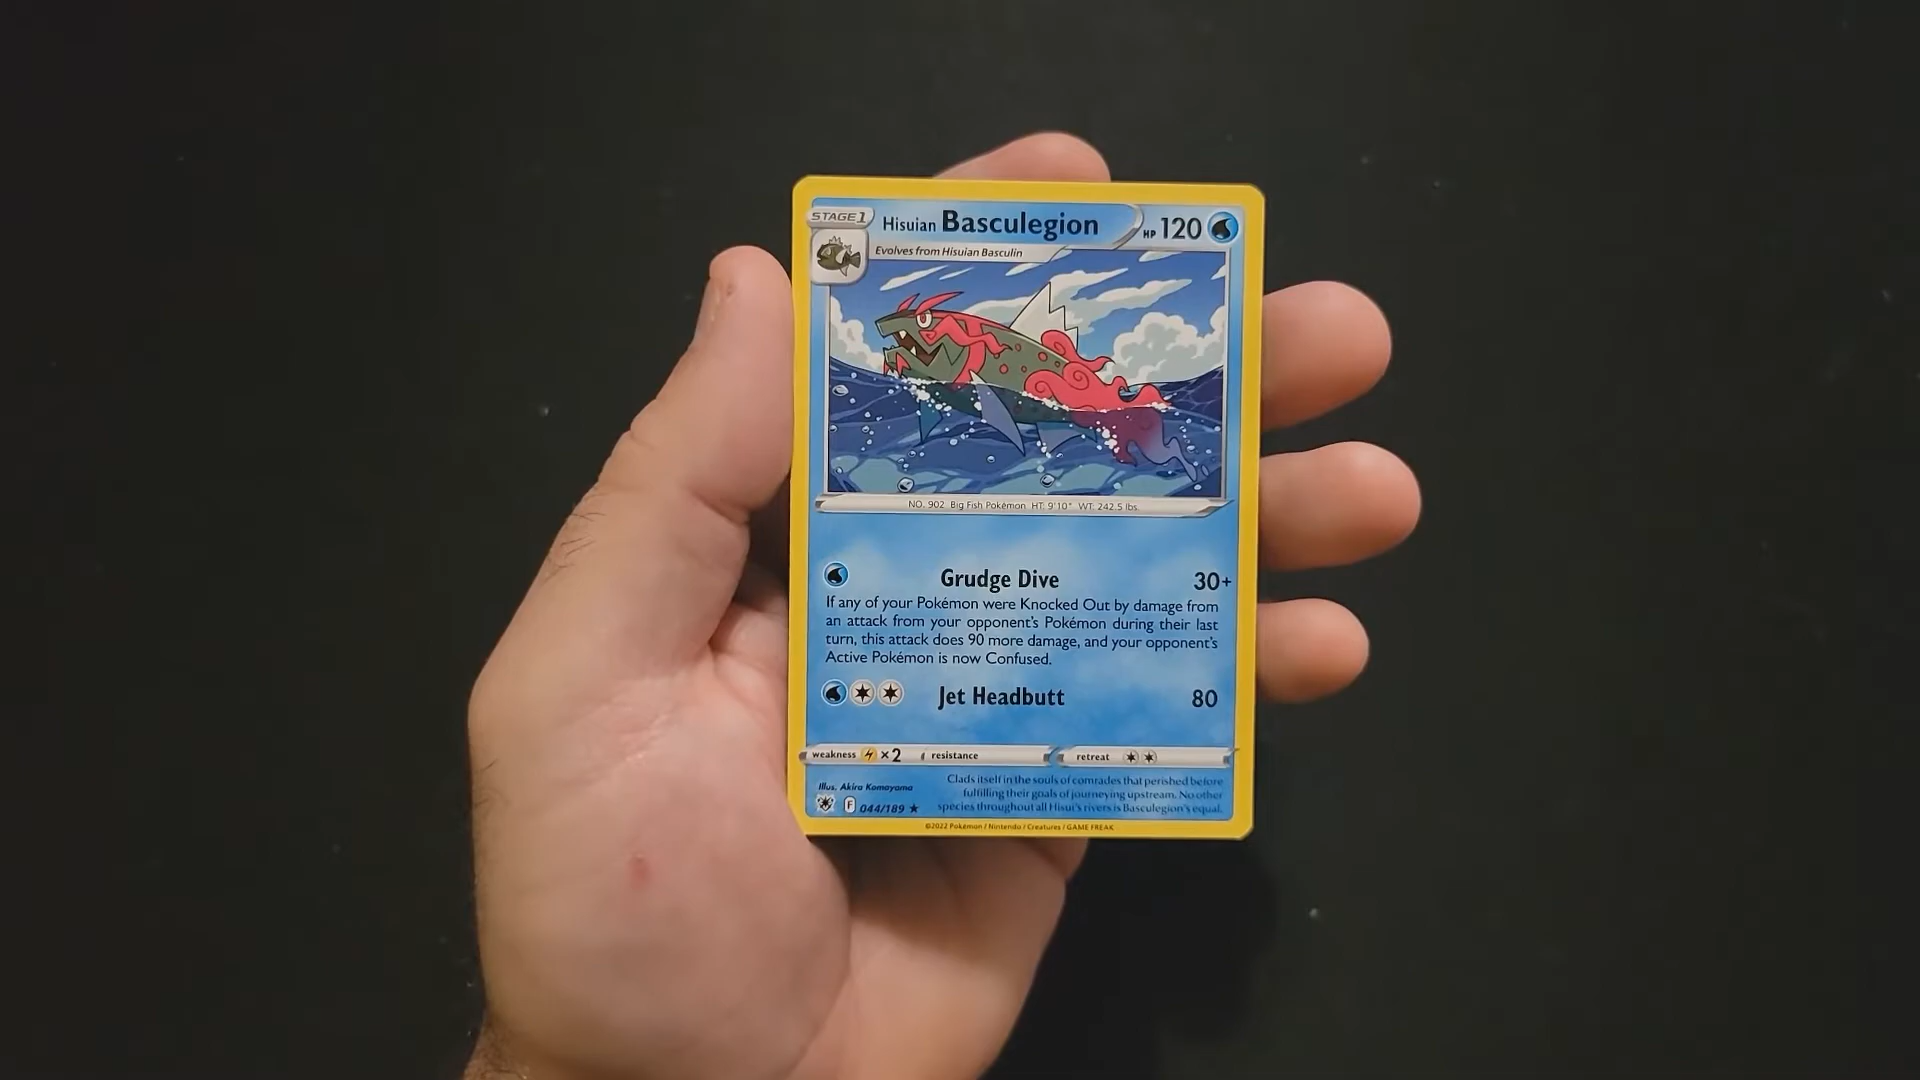 STAGE1
Hisuian Basculegion
HP 120
Evolves from Hisuian Basculin
NO. 902 Big Fish Pokémon HT: 9'10" WT: 242.5 lbs.
Grudge Dive 30+
If any of your Pokémon were Knocked Out by damage from
an attack from your opponent's Pokémon during their last
turn, this attack does 90 more damage, and your opponent's
Active Pokémon is now Confused.
Jet Headbutt 80
weakness ×2 resistance retreat
Illus. Akira Komayama
Clads itself in the souls of comrades that perished before
fulfilling their goals of journeying upstream. No other
species throughout all Hisui's rivers is Basculegion's equal.
F 044/189 ★
©2022 Pokémon / Nintendo / Creatures / GAME FREAK